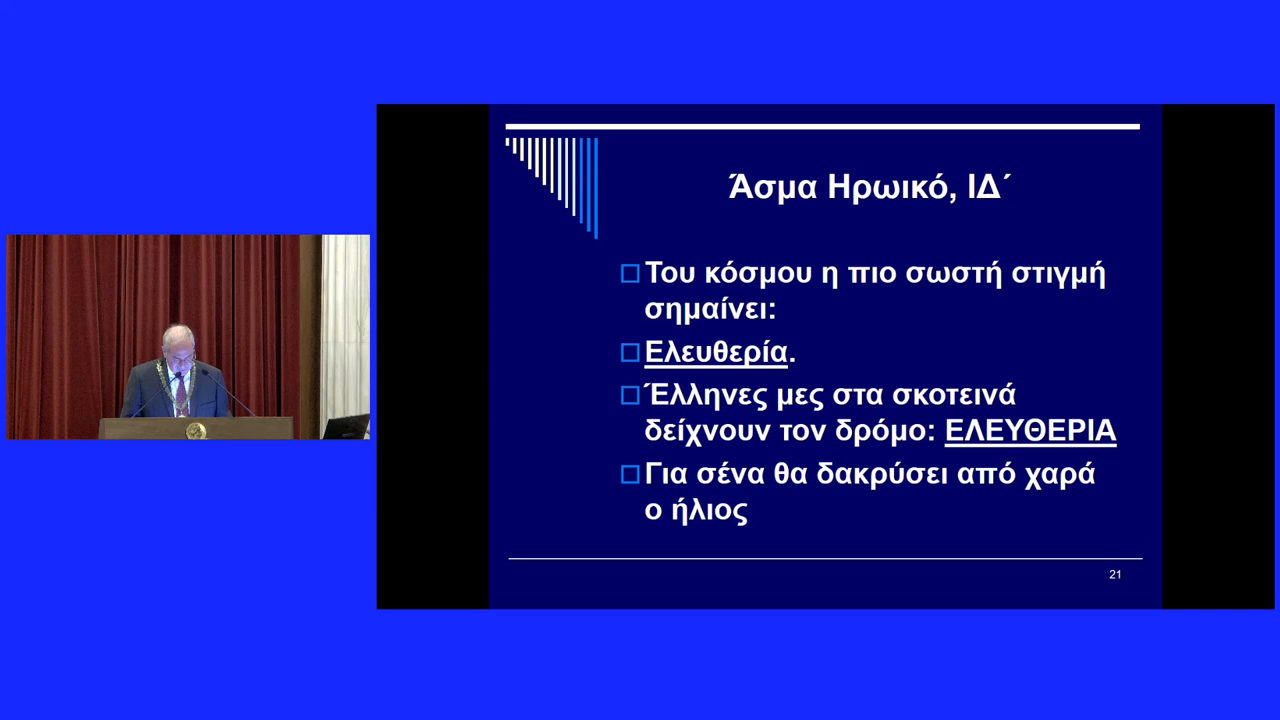 Άσμα Ηρωικό, ΙΔ΄
Του κόσμου η πιο σωστή στιγμή
σημαίνει:
Ελευθερία.
Έλληνες μες στα σκοτεινά
δείχνουν τον δρόμο: ΕΛΕΥΘΕΡΙΑ
Για σένα θα δακρύσει από χαρά
ο ήλιος
21